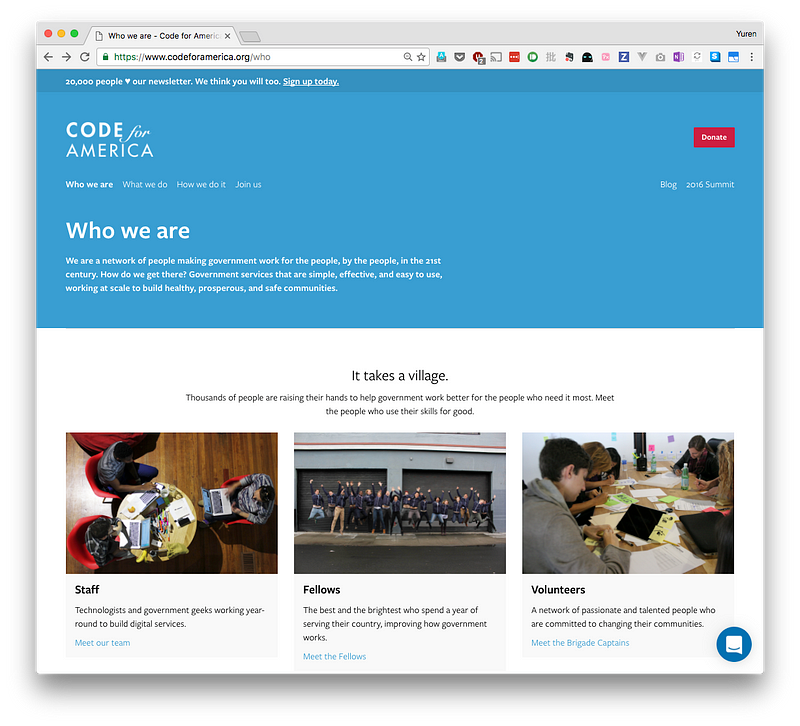 Who we are - Code for America
Yuren
https://www.codeforamerica.org/who
2
20,000 people ♥ our newsletter. We think you will too. Sign up today.
CODE for
AMERICA
Donate
Who we are What we do How we do it Join us Blog 2016 Summit
Who we are
We are a network of people making government work for the people, by the people, in the 21st
century. How do we get there? Government services that are simple, effective, and easy to use,
working at scale to build healthy, prosperous, and safe communities.
It takes a village.
Thousands of people are raising their hands to help government work better for the people who need it most. Meet
the people who use their skills for good.
Staff
Technologists and government geeks working year-
round to build digital services.
Meet our team
Fellows
The best and the brightest who spend a year of
serving their country, improving how government
works.
Meet the Fellows
Volunteers
A network of passionate and talented people who
are committed to changing their communities.
Meet the Brigade Captains